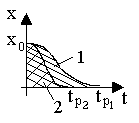 x
x₀
1
2
tp₂ tp₁ t